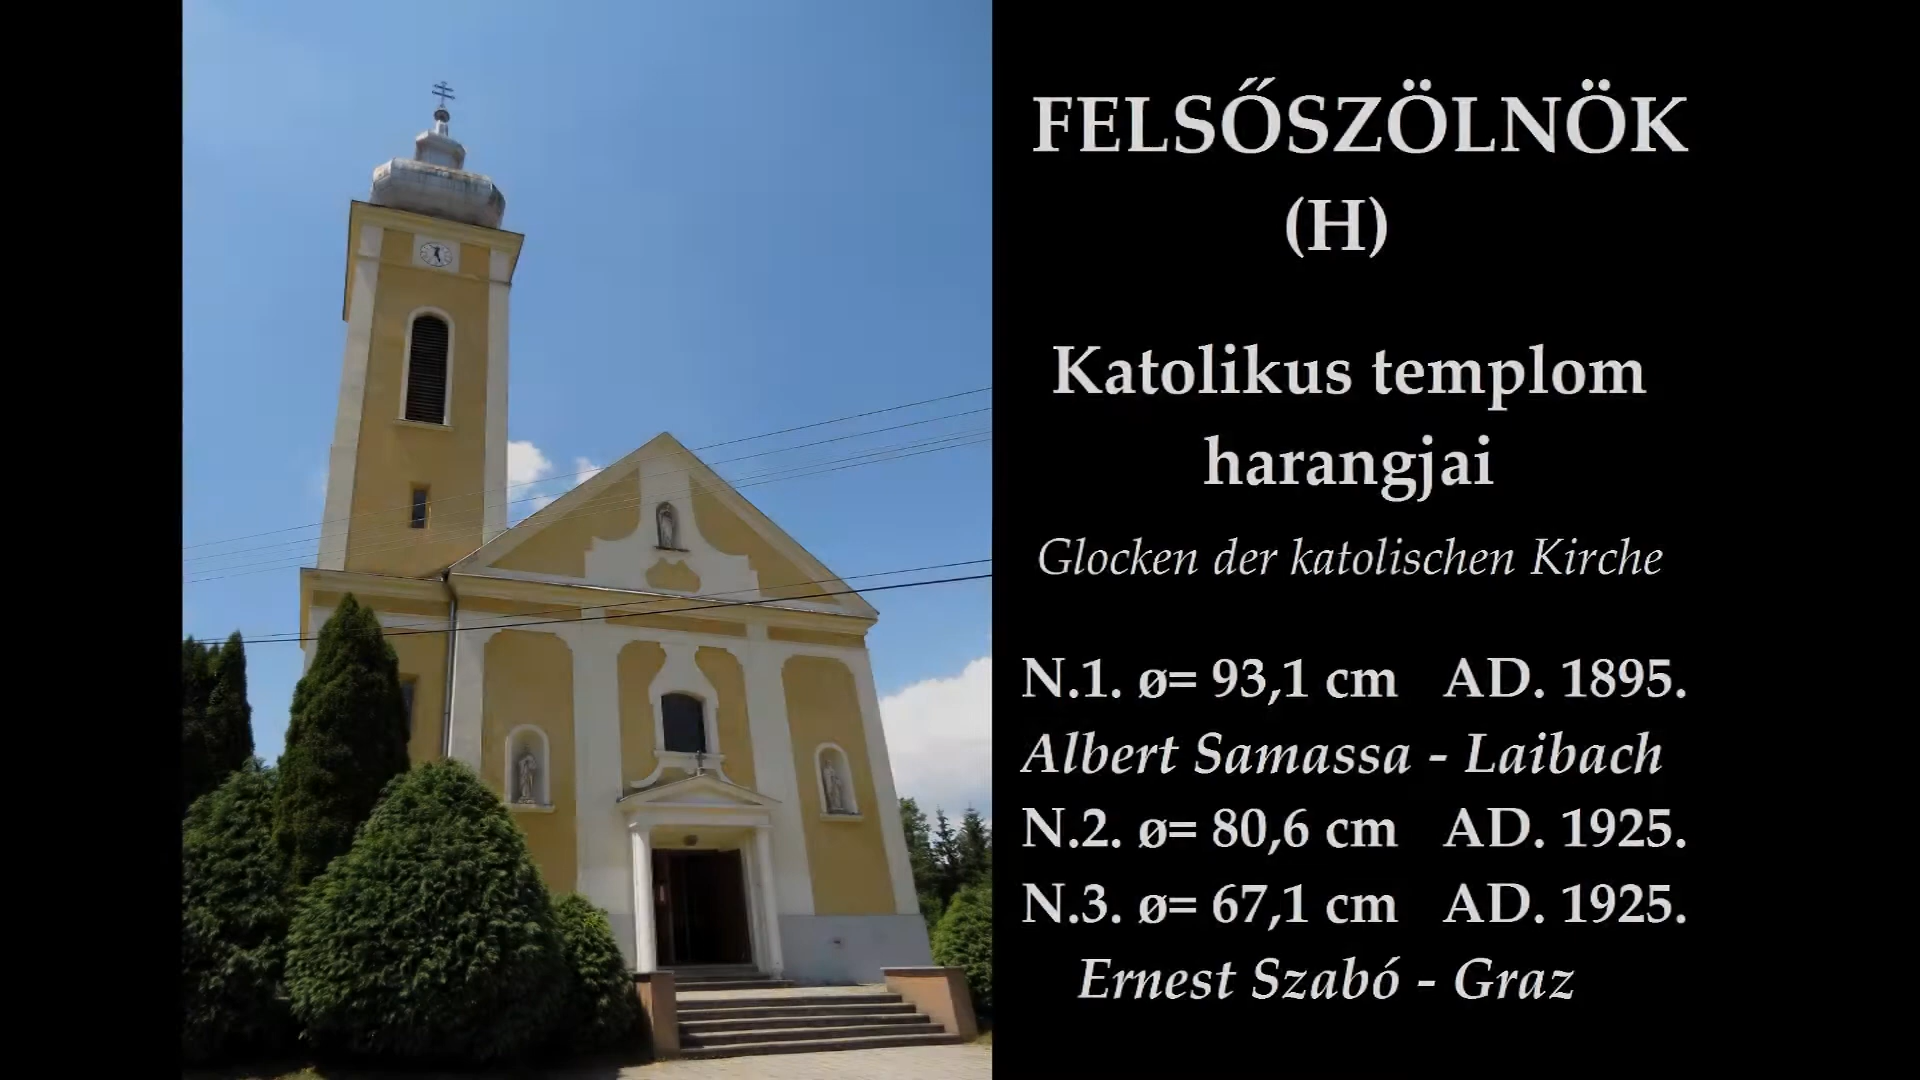 FELSŐSZÖLNÖK
(H)
Katolikus templom
harangjai
Glocken der katolischen Kirche
N.1. ø= 93,1 cm AD. 1895.
Albert Samassa - Laibach
N.2. ø= 80,6 cm AD. 1925.
N.3. ø= 67,1 cm AD. 1925.
Ernest Szabó - Graz